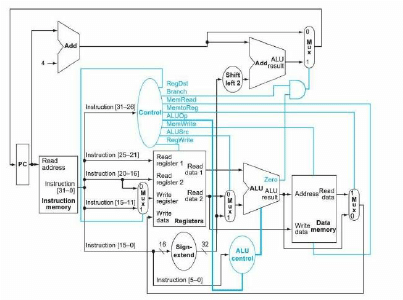 Add
4
Add
ALU
result
0
M
u
x
1
Shift
left 2
RegDst
Branch
MemRead
MemtoReg
ALUOp
MemWrite
ALUSrc
RegWrite
Instruction [31–26]
Control
PC
Read
address
Instruction
[31–0]
Instruction
memory
Instruction [25–21]
Instruction [20–16]
Instruction [15–11]
0
M
u
x
1
Read
register 1
Read
register 2
Write
register
Write
data
Read
data 1
Read
data 2
Registers
0
M
u
x
1
Zero
ALU
ALU
result
Address
Read
data
Write
data
Data
memory
M
u
x
Instruction [15–0]
16
Sign-
extend
32
ALU
control
Instruction [5–0]